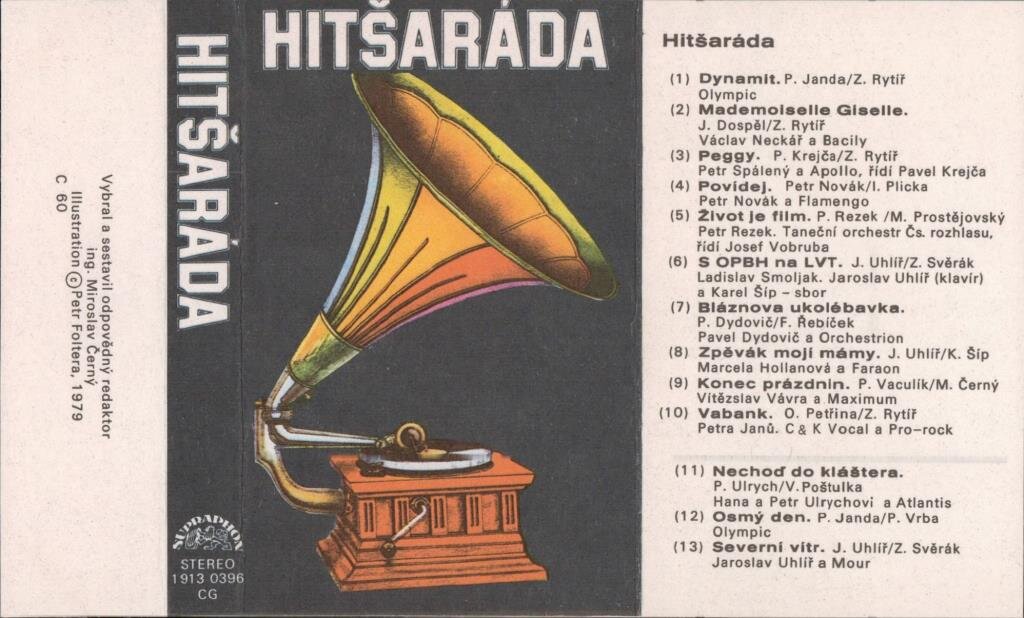 Vybral a sestavil odpovědný redaktor
ing. Miroslav Černý
Illustration © Petr Foltera, 1979
C 60
HITŠARÁDA
SUPRAPHON
STEREO
1913 0396
CG
HITŠARÁDA
Hitšaráda
(1) Dynamit. P. Janda/Z. Rytíř
Olympic
(2) Mademoiselle Giselle.
J. Dospěl/Z. Rytíř
Václav Neckář a Bacily
(3) Peggy. P. Krejča/Z. Rytíř
Petr Spálený a Apollo, řídí Pavel Krejča
(4) Povídej. Petr Novák/I. Plicka
Petr Novák a Flamengo
(5) Život je film. P. Rezek /M. Prostějovský
Petr Rezek. Taneční orchestr Čs. rozhlasu,
řídí Josef Vobruba
(6) S OPBH na LVT. J. Uhlíř/Z. Svěrák
Ladislav Smoljak. Jaroslav Uhlíř (klavír)
a Karel Šíp – sbor
(7) Bláznova ukolébavka.
P. Dydovič/F. Řebíček
Pavel Dydovič a Orchestrion
(8) Zpěvák mojí mámy. J. Uhlíř/K. Šíp
Marcela Hollanová a Faraon
(9) Konec prázdnin. P. Vaculík/M. Černý
Vítězslav Vávra a Maximum
(10) Vabank. O. Petřina/Z. Rytíř
Petra Janů. C & K Vocal a Pro-rock
(11) Nechoď do kláštera.
P. Ulrych/V. Poštulka
Hana a Petr Ulrychovi a Atlantis
(12) Osmý den. P. Janda/P. Vrba
Olympic
(13) Severní vítr. J. Uhlíř/Z. Svěrák
Jaroslav Uhlíř a Mour